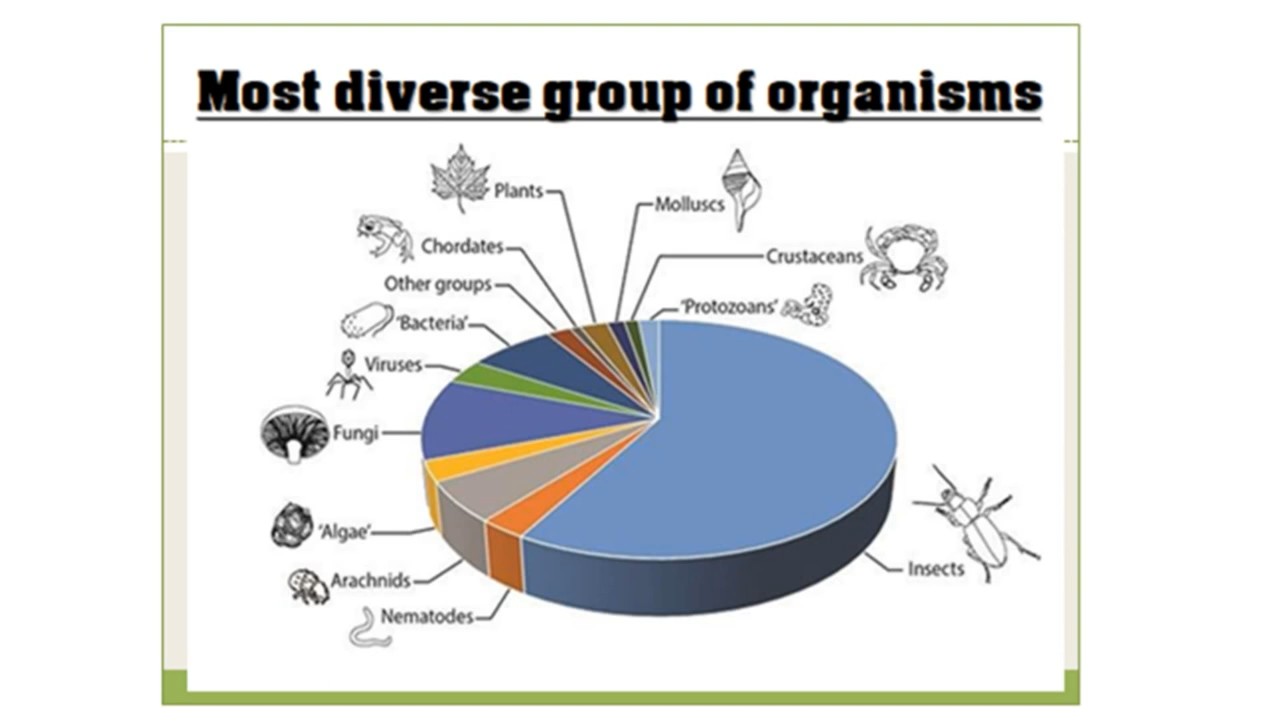 Most diverse group of organisms
Plants
Molluscs
Chordates
Crustaceans
Other groups
'Protozoans'
'Bacteria'
Viruses
Fungi
'Algae'
Insects
Arachnids
Nematodes